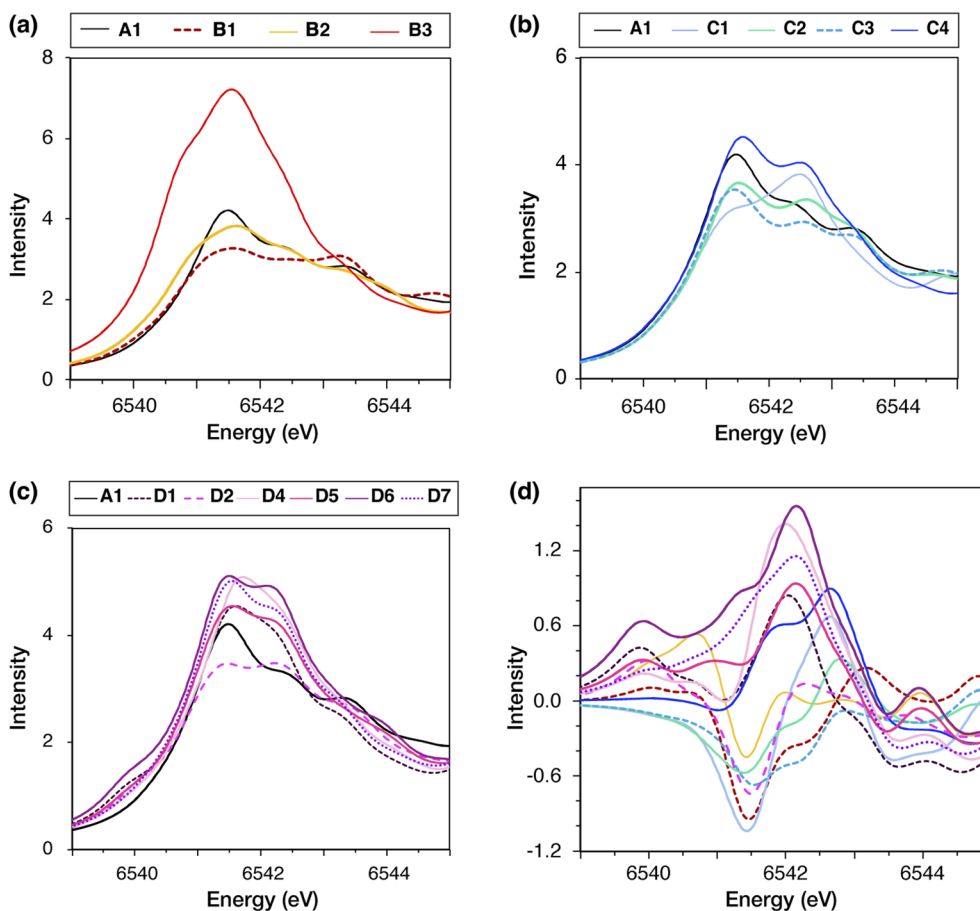 (a)
A1 B1 B2 B3
8
6
4
2
0
Intensity
6540 6542 6544
Energy (eV)
(b)
A1 C1 C2 C3 C4
6
4
2
0
Intensity
6540 6542 6544
Energy (eV)
(c)
A1 D1 D2 D4 D5 D6 D7
6
4
2
0
Intensity
6540 6542 6544
Energy (eV)
(d)
1.2
0.6
0.0
-0.6
-1.2
Intensity
6540 6542 6544
Energy (eV)